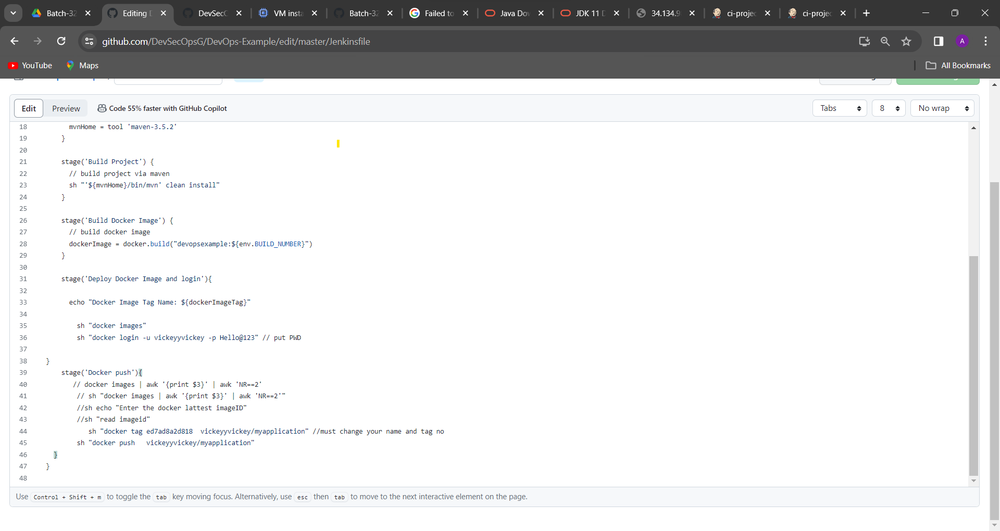 Batch-32
Editing D
DevSecO
VM insta
Batch-32
Failed to
Java Dow
JDK 11 D
34.134.9
ci-projec
ci-projec
github.com/DevSecOpsG/DevOps-Example/edit/master/Jenkinsfile
A
YouTube
Maps
All Bookmarks
Edit
Preview
Code 55% faster with GitHub Copilot
Tabs
8
No wrap
18 mvnHome = tool 'maven-3.5.2'
19 }
20
21 stage('Build Project') {
22 // build project via maven
23 sh "'${mvnHome}/bin/mvn' clean install"
24 }
25
26 stage('Build Docker Image') {
27 // build docker image
28 dockerImage = docker.build("devopsexample:${env.BUILD_NUMBER}")
29 }
30
31 stage('Deploy Docker Image and login'){
32
33 echo "Docker Image Tag Name: ${dockerImageTag}"
34
35 sh "docker images"
36 sh "docker login -u vickeyyvickey -p Hello@123" // put PWD
37
38 }
39 stage('Docker push'){
40 // docker images | awk '{print $3}' | awk 'NR==2'
41 // sh "docker images | awk '{print $3}' | awk 'NR==2'"
42 //sh echo "Enter the docker lattest imageID"
43 //sh "read imageid"
44 sh "docker tag ed7ad8a2d818  vickeyyvickey/myapplication" //must change your name and tag no
45 sh "docker push   vickeyyvickey/myapplication"
46 }
47 }
48
Use Control + Shift + m to toggle the tab key moving focus. Alternatively, use esc then tab to move to the next interactive element on the page.